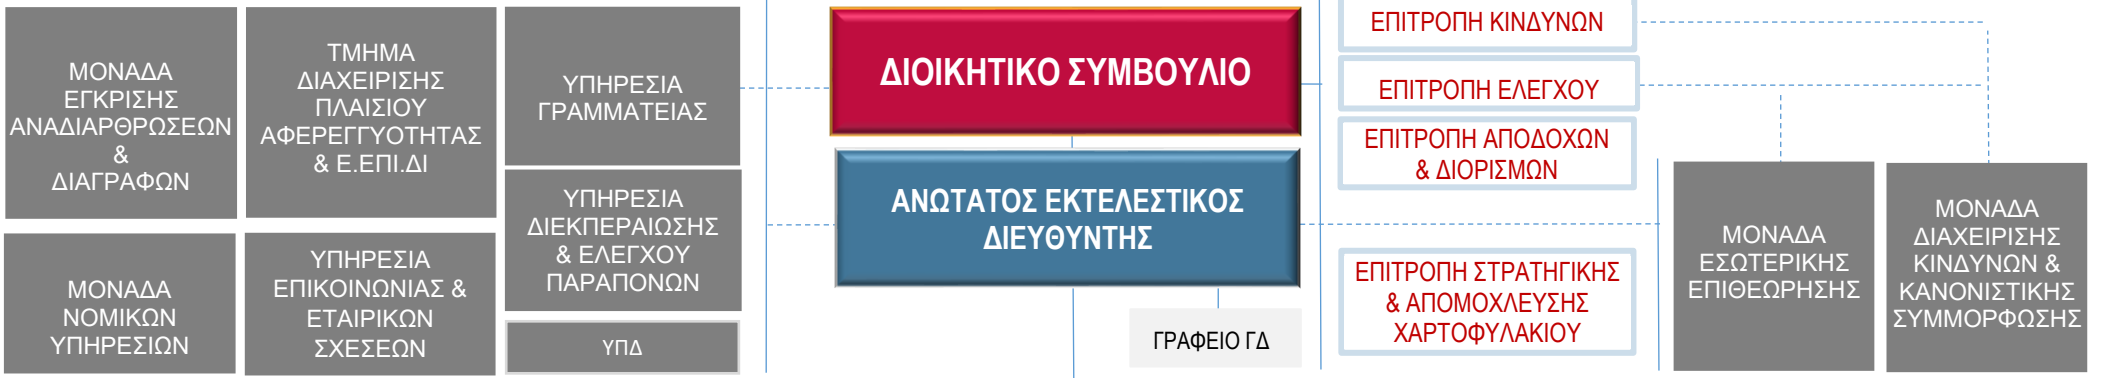 ΜΟΝΑΔΑ
ΕΓΚΡΙΣΗΣ
ΑΝΑΔΙΑΡΘΡΩΣΕΩΝ
&
ΔΙΑΓΡΑΦΩΝ
ΤΜΗΜΑ
ΔΙΑΧΕΙΡΙΣΗΣ
ΠΛΑΙΣΙΟΥ
ΑΦΕΡΕΓΓΥΟΤΗΤΑΣ
& Ε.ΕΠΙ.ΔΙ
ΥΠΗΡΕΣΙΑ
ΓΡΑΜΜΑΤΕΙΑΣ
ΜΟΝΑΔΑ
ΝΟΜΙΚΩΝ
ΥΠΗΡΕΣΙΩΝ
ΥΠΗΡΕΣΙΑ
ΕΠΙΚΟΙΝΩΝΙΑΣ &
ΕΤΑΙΡΙΚΩΝ
ΣΧΕΣΕΩΝ
ΥΠΗΡΕΣΙΑ
ΔΙΕΚΠΕΡΑΙΩΣΗΣ
& ΕΛΕΓΧΟΥ
ΠΑΡΑΠΟΝΩΝ
ΥΠΔ
ΔΙΟΙΚΗΤΙΚΟ ΣΥΜΒΟΥΛΙΟ
ΑΝΩΤΑΤΟΣ ΕΚΤΕΛΕΣΤΙΚΟΣ
ΔΙΕΥΘΥΝΤΗΣ
ΓΡΑΦΕΙΟ ΓΔ
ΕΠΙΤΡΟΠΗ ΚΙΝΔΥΝΩΝ
ΕΠΙΤΡΟΠΗ ΕΛΕΓΧΟΥ
ΕΠΙΤΡΟΠΗ ΑΠΟΔΟΧΩΝ
& ΔΙΟΡΙΣΜΩΝ
ΕΠΙΤΡΟΠΗ ΣΤΡΑΤΗΓΙΚΗΣ
& ΑΠΟΜΟΧΛΕΥΣΗΣ
ΧΑΡΤΟΦΥΛΑΚΙΟΥ
ΜΟΝΑΔΑ
ΕΣΩΤΕΡΙΚΗΣ
ΕΠΙΘΕΩΡΗΣΗΣ
ΜΟΝΑΔΑ
ΔΙΑΧΕΙΡΙΣΗΣ
ΚΙΝΔΥΝΩΝ &
ΚΑΝΟΝΙΣΤΙΚΗΣ
ΣΥΜΜΟΡΦΩΣΗΣ